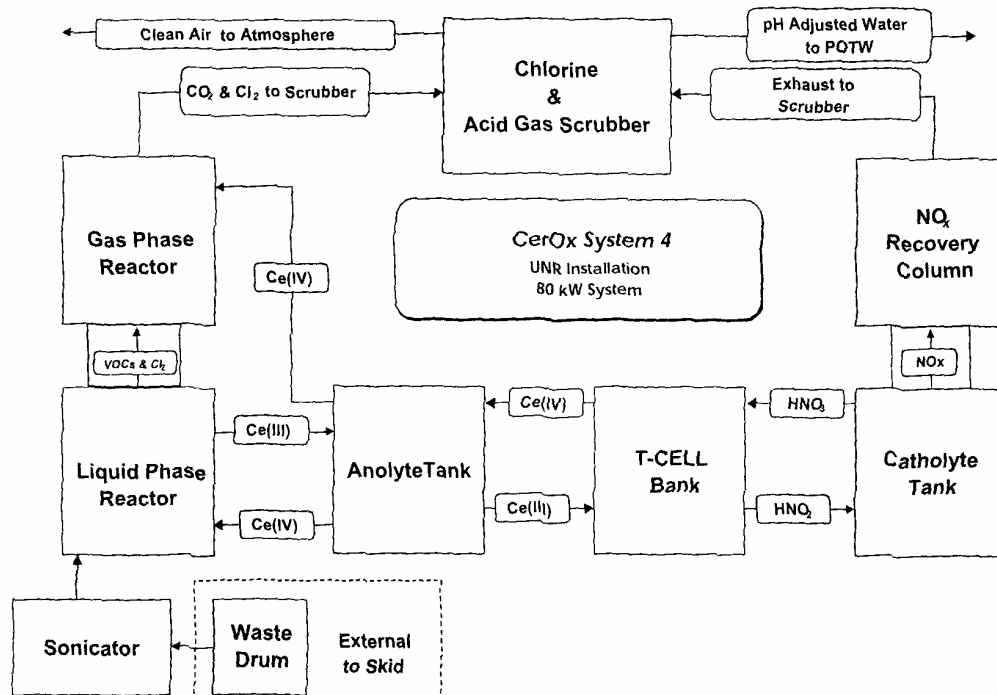 Clean Air to Atmosphere
pH Adjusted Water
to POTW
Chlorine
&
Acid Gas Scrubber
CO₂ & Cl₂ to Scrubber
Exhaust to
Scrubber
Gas Phase
Reactor
Ce(IV)
CerOx System 4
UNR Installation
80 kW System
NOₓ
Recovery
Column
VOCs & Cl₂
NOx
Liquid Phase
Reactor
Ce(III)
Ce(IV)
AnolyteTank
Ce(IV)
Ce(III)
T-CELL
Bank
HNO₃
HNO₂
Catholyte
Tank
Sonicator
Waste
Drum
External
to Skid